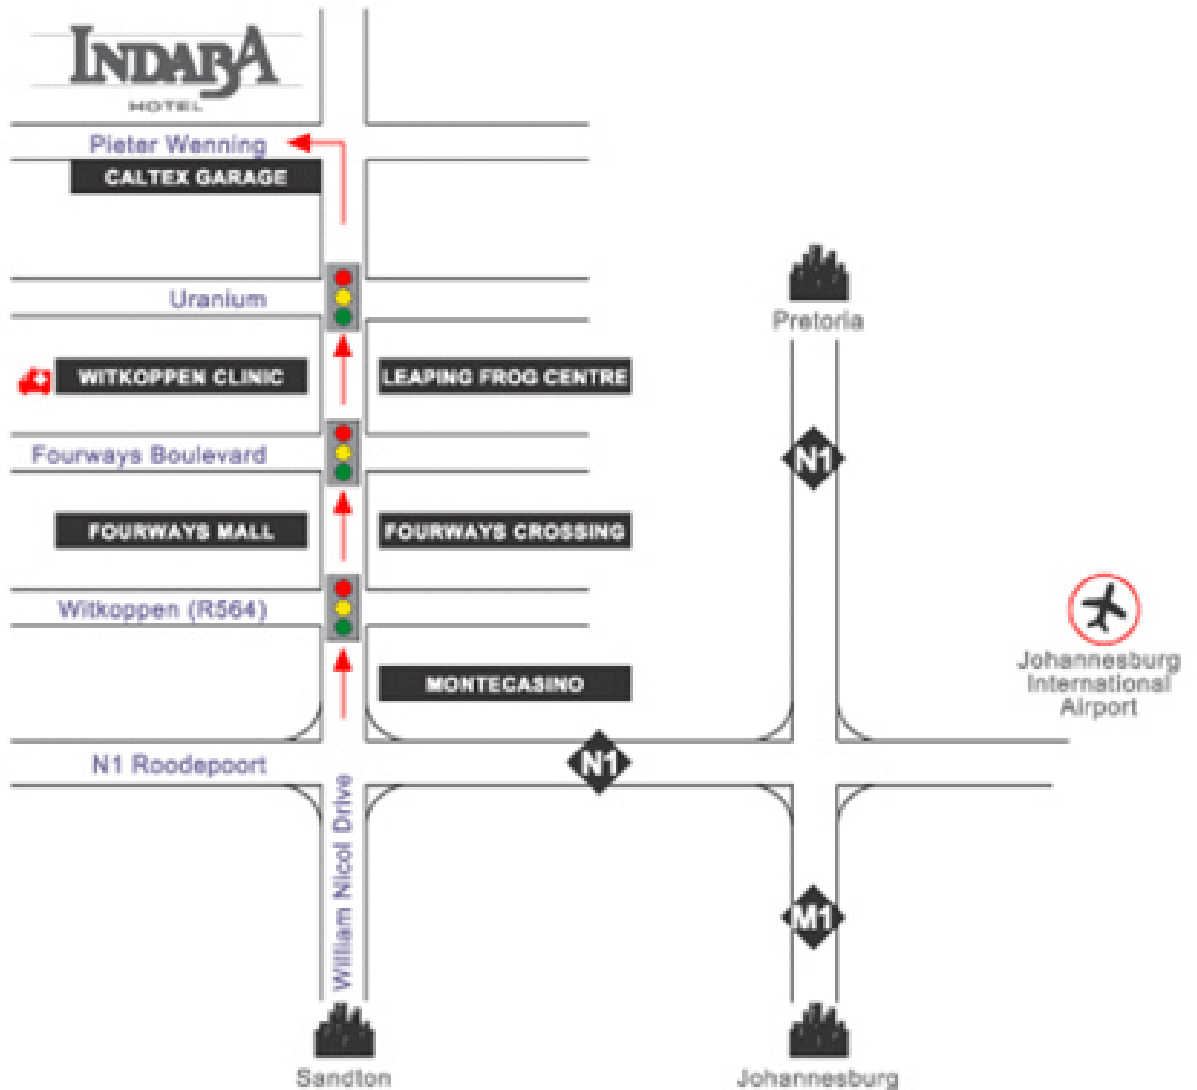 INDABA
HOTEL
Pieter Wenning
CALTEX GARAGE
Uranium
Pretoria
WITKOPPEN CLINIC
LEAPING FROG CENTRE
Fourways Boulevard
N1
FOURWAYS MALL
FOURWAYS CROSSING
Witkoppen (R564)
Johannesburg
International
Airport
MONTECASINO
N1 Roodepoort
N1
William Nicol Drive
M1
Sandton
Johannesburg